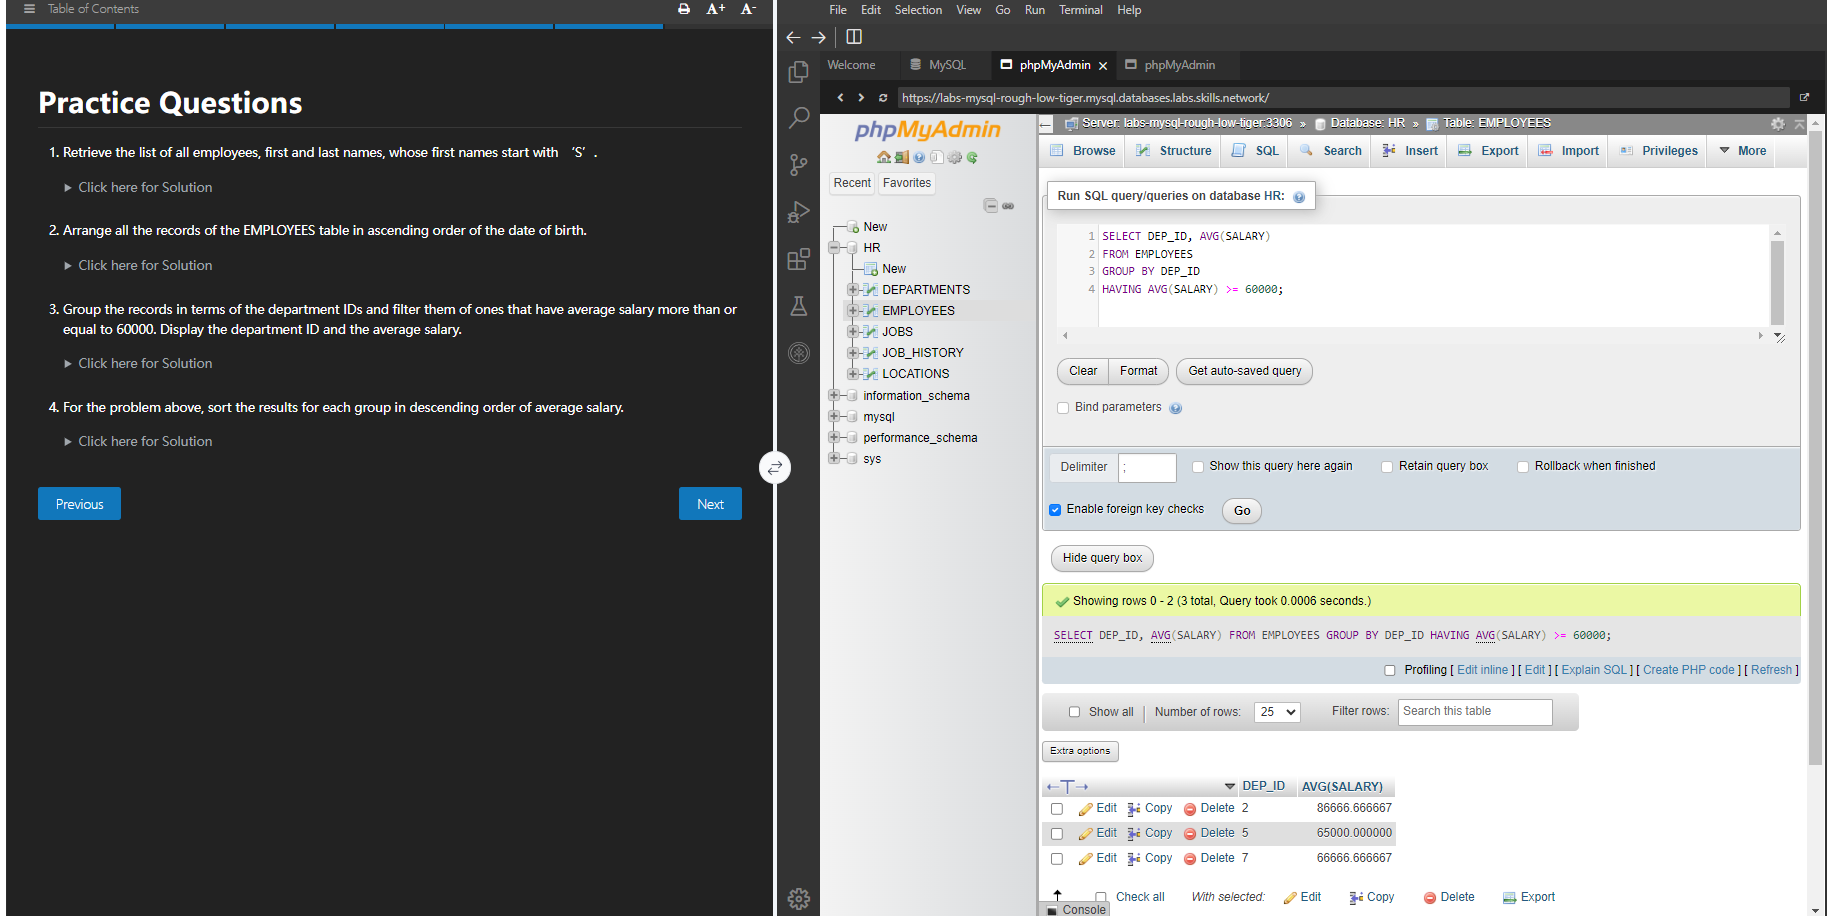 Table of Contents
A+ A-
Practice Questions
1. Retrieve the list of all employees, first and last names, whose first names start with ‘S’ .
Click here for Solution
2. Arrange all the records of the EMPLOYEES table in ascending order of the date of birth.
Click here for Solution
3. Group the records in terms of the department IDs and filter them of ones that have average salary more than or
equal to 60000. Display the department ID and the average salary.
Click here for Solution
4. For the problem above, sort the results for each group in descending order of average salary.
Click here for Solution
Previous
Next
File Edit Selection View Go Run Terminal Help
Welcome MySQL phpMyAdmin phpMyAdmin
https://labs-mysql-rough-low-tiger.mysql.databases.labs.skills.network/
phpMyAdmin
Recent Favorites
New
HR
New
DEPARTMENTS
EMPLOYEES
JOBS
JOB_HISTORY
LOCATIONS
information_schema
mysql
performance_schema
sys
Server: labs-mysql-rough-low-tiger:3306 » Database: HR » Table: EMPLOYEES
Browse Structure SQL Search Insert Export Import Privileges More
Run SQL query/queries on database HR:
1 SELECT DEP_ID, AVG(SALARY)
2 FROM EMPLOYEES
3 GROUP BY DEP_ID
4 HAVING AVG(SALARY) >= 60000;
Clear Format Get auto-saved query
Bind parameters
Delimiter ; Show this query here again Retain query box Rollback when finished
Enable foreign key checks Go
Hide query box
Showing rows 0 - 2 (3 total, Query took 0.0006 seconds.)
SELECT DEP_ID, AVG(SALARY) FROM EMPLOYEES GROUP BY DEP_ID HAVING AVG(SALARY) >= 60000;
Profiling [ Edit inline ] [ Edit ] [ Explain SQL ] [ Create PHP code ] [ Refresh ]
Show all Number of rows: 25 Filter rows: Search this table
Extra options
DEP_ID AVG(SALARY)
Edit Copy Delete 2 86666.666667
Edit Copy Delete 5 65000.000000
Edit Copy Delete 7 66666.666667
Check all With selected: Edit Copy Delete Export
Console